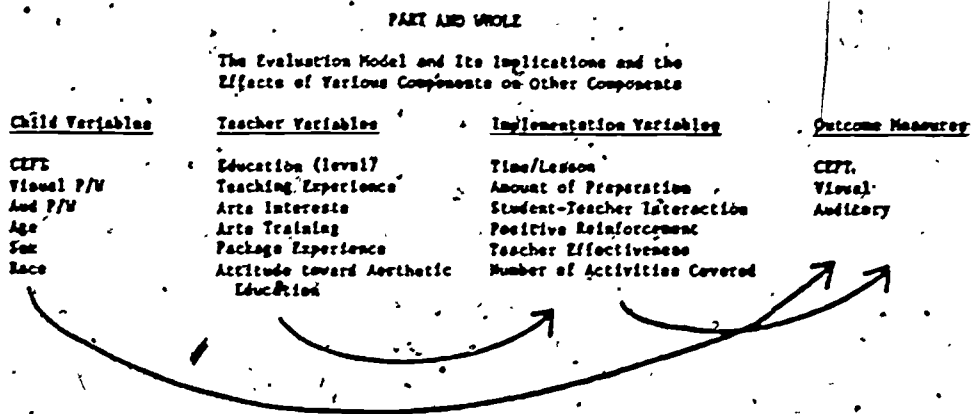 PART AND WHOLE
The Evaluation Model and Its Implications and the
Effects of Various Components on Other Components
Child Variables
CEFT
Visual P/W
Aud P/W
Age
Sex
Race
Teacher Variables
Education (level)
Teaching Experience
Arts Interests
Arts Training
Package Experience
Attitude toward Aesthetic
Education
Implementation Variables
Time/Lesson
Amount of Preparation
Student-Teacher Interaction
Positive Reinforcement
Teacher Effectiveness
Number of Activities Covered
Outcome Measures
CEFT
Visual
Auditory